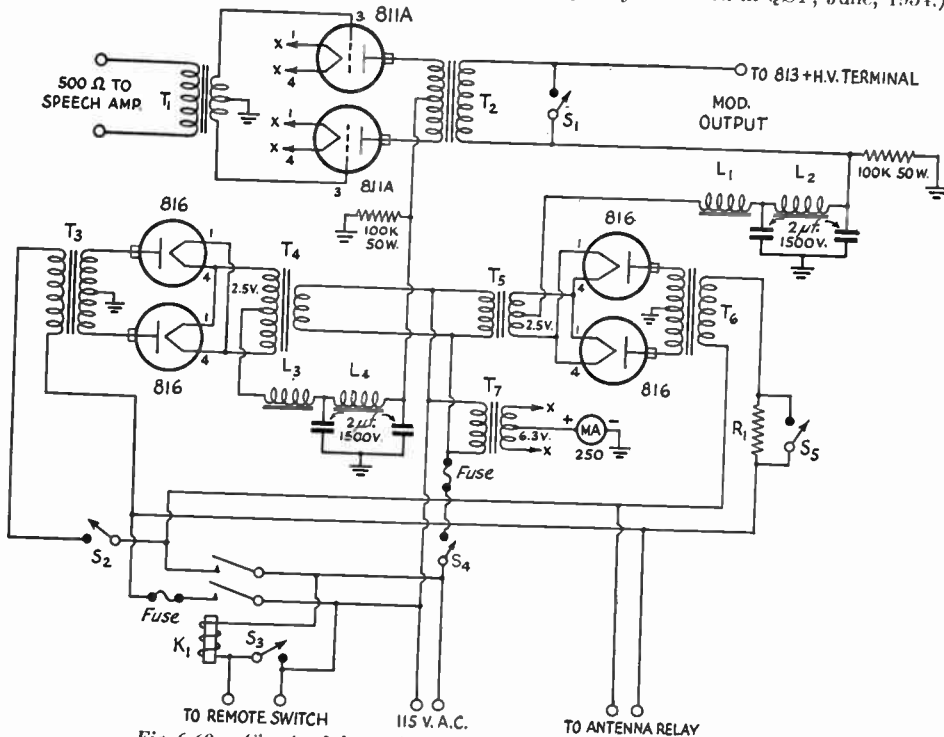 QST, June, 1954.)
3 811A
X 1
X 4
500 Ω TO
SPEECH AMP.
T1
X 1
X 4
3 811A
T2
S1
TO 813 + H.V. TERMINAL
MOD.
OUTPUT
100K 50W.
L1 L2
2μf.
1500V.
100K
50W.
T3
816
1
4
2.5V.
1
4
816
T4
T5
2.5V.
816
1
4
1
4
816
T6
L3 L4
2μf.
1500V.
T7
X
6.3V.
X
+ MA -
250
R1
S5
Fuse
S2
S4
Fuse
K1
S3
TO REMOTE SWITCH
115 V. A.C.
TO ANTENNA RELAY